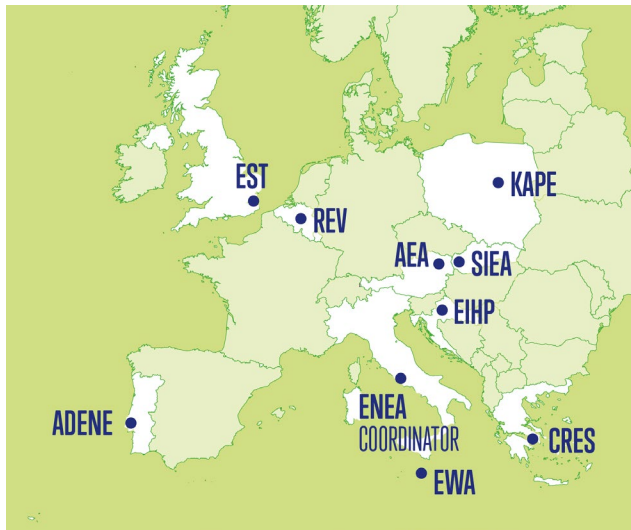 EST
KAPE
REV
AEA
SIEA
EIHP
ENEA
COORDINATOR
ADENE
CRES
EWA